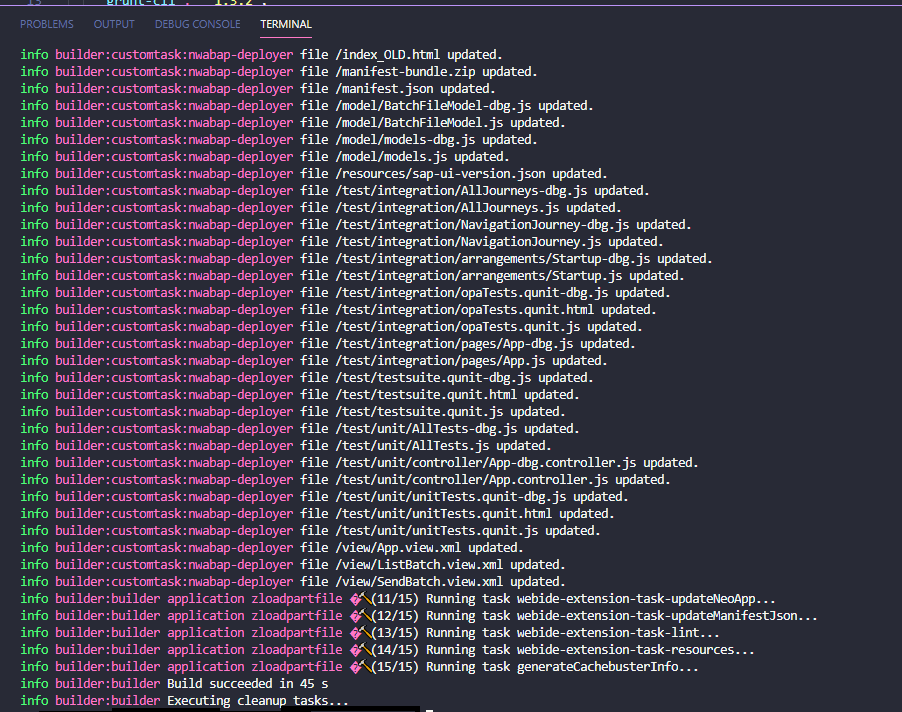 13 grunt-cli : "1.3.2",
PROBLEMS OUTPUT DEBUG CONSOLE TERMINAL
info builder:customtask:nwabap-deployer file /index_OLD.html updated.
info builder:customtask:nwabap-deployer file /manifest-bundle.zip updated.
info builder:customtask:nwabap-deployer file /manifest.json updated.
info builder:customtask:nwabap-deployer file /model/BatchFileModel-dbg.js updated.
info builder:customtask:nwabap-deployer file /model/BatchFileModel.js updated.
info builder:customtask:nwabap-deployer file /model/models-dbg.js updated.
info builder:customtask:nwabap-deployer file /model/models.js updated.
info builder:customtask:nwabap-deployer file /resources/sap-ui-version.json updated.
info builder:customtask:nwabap-deployer file /test/integration/AllJourneys-dbg.js updated.
info builder:customtask:nwabap-deployer file /test/integration/AllJourneys.js updated.
info builder:customtask:nwabap-deployer file /test/integration/NavigationJourney-dbg.js updated.
info builder:customtask:nwabap-deployer file /test/integration/NavigationJourney.js updated.
info builder:customtask:nwabap-deployer file /test/integration/arrangements/Startup-dbg.js updated.
info builder:customtask:nwabap-deployer file /test/integration/arrangements/Startup.js updated.
info builder:customtask:nwabap-deployer file /test/integration/opaTests.qunit-dbg.js updated.
info builder:customtask:nwabap-deployer file /test/integration/opaTests.qunit.html updated.
info builder:customtask:nwabap-deployer file /test/integration/opaTests.qunit.js updated.
info builder:customtask:nwabap-deployer file /test/integration/pages/App-dbg.js updated.
info builder:customtask:nwabap-deployer file /test/integration/pages/App.js updated.
info builder:customtask:nwabap-deployer file /test/testsuite.qunit-dbg.js updated.
info builder:customtask:nwabap-deployer file /test/testsuite.qunit.html updated.
info builder:customtask:nwabap-deployer file /test/testsuite.qunit.js updated.
info builder:customtask:nwabap-deployer file /test/unit/AllTests-dbg.js updated.
info builder:customtask:nwabap-deployer file /test/unit/AllTests.js updated.
info builder:customtask:nwabap-deployer file /test/unit/controller/App-dbg.controller.js updated.
info builder:customtask:nwabap-deployer file /test/unit/controller/App.controller.js updated.
info builder:customtask:nwabap-deployer file /test/unit/unitTests.qunit-dbg.js updated.
info builder:customtask:nwabap-deployer file /test/unit/unitTests.qunit.html updated.
info builder:customtask:nwabap-deployer file /test/unit/unitTests.qunit.js updated.
info builder:customtask:nwabap-deployer file /view/App.view.xml updated.
info builder:customtask:nwabap-deployer file /view/ListBatch.view.xml updated.
info builder:customtask:nwabap-deployer file /view/SendBatch.view.xml updated.
info builder:builder application zloadpartfile �🔨(11/15) Running task webide-extension-task-updateNeoApp...
info builder:builder application zloadpartfile �🔨(12/15) Running task webide-extension-task-updateManifestJson...
info builder:builder application zloadpartfile �🔨(13/15) Running task webide-extension-task-lint...
info builder:builder application zloadpartfile �🔨(14/15) Running task webide-extension-task-resources...
info builder:builder application zloadpartfile �🔨(15/15) Running task generateCachebusterInfo...
info builder:builder Build succeeded in 45 s
info builder:builder Executing cleanup tasks...